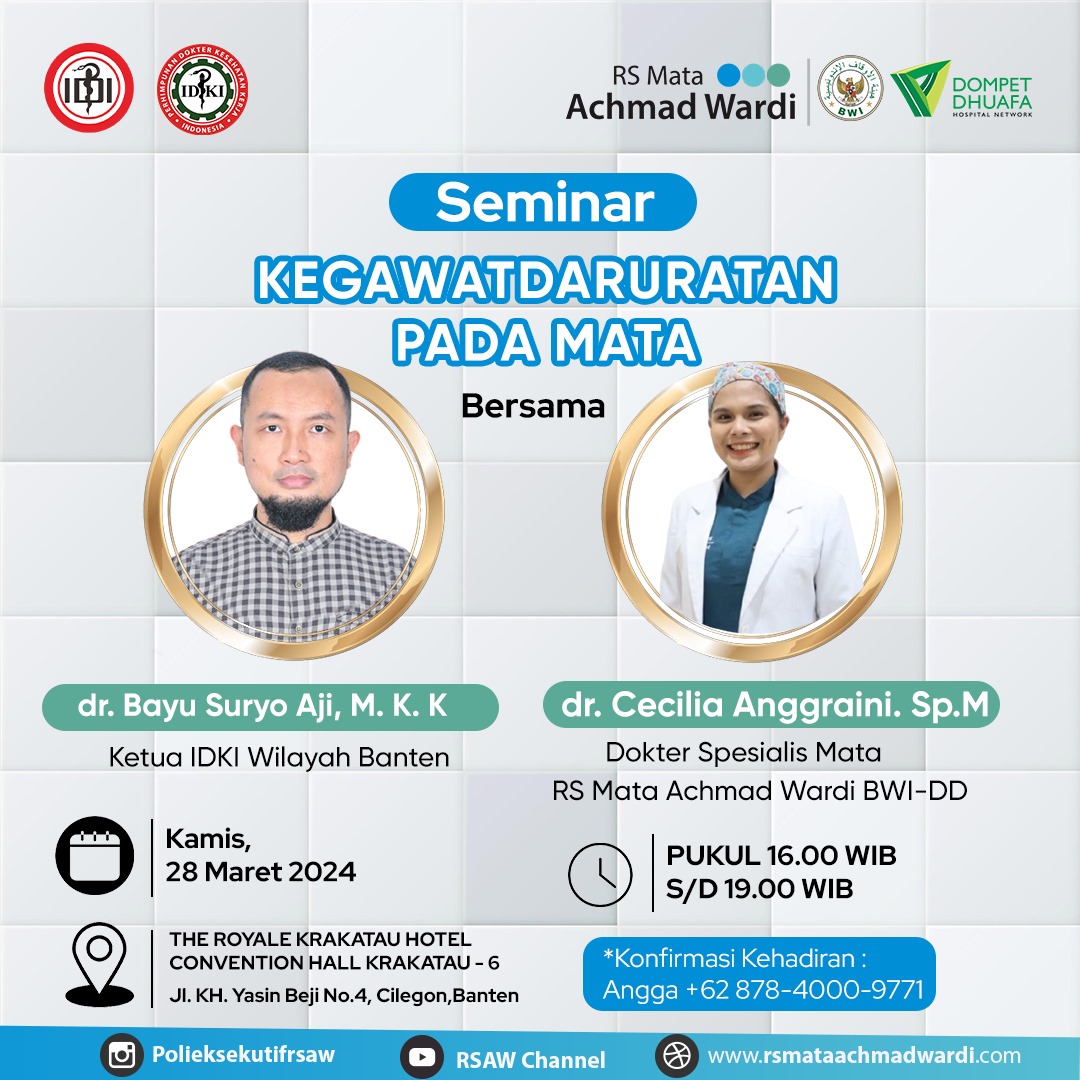 IDI
PERHIMPUNAN DOKTER KESEHATAN KERJA
IDKI
INDONESIA
RS Mata
Achmad Wardi
BWI
DOMPET
DHUAFA
HOSPITAL NETWORK
Seminar
KEGAWATDARURATAN
PADA MATA
Bersama
dr. Bayu Suryo Aji, M. K. K
Ketua IDKI Wilayah Banten
dr. Cecilia Anggraini. Sp.M
Dokter Spesialis Mata
RS Mata Achmad Wardi BWI-DD
Kamis,
28 Maret 2024
PUKUL 16.00 WIB
S/D 19.00 WIB
THE ROYALE KRAKATAU HOTEL
CONVENTION HALL KRAKATAU - 6
Jl. KH. Yasin Beji No.4, Cilegon,Banten
*Konfirmasi Kehadiran :
Angga +62 878-4000-9771
Polieksekutifrsaw
RSAW Channel
www.rsmataachmadwardi.com